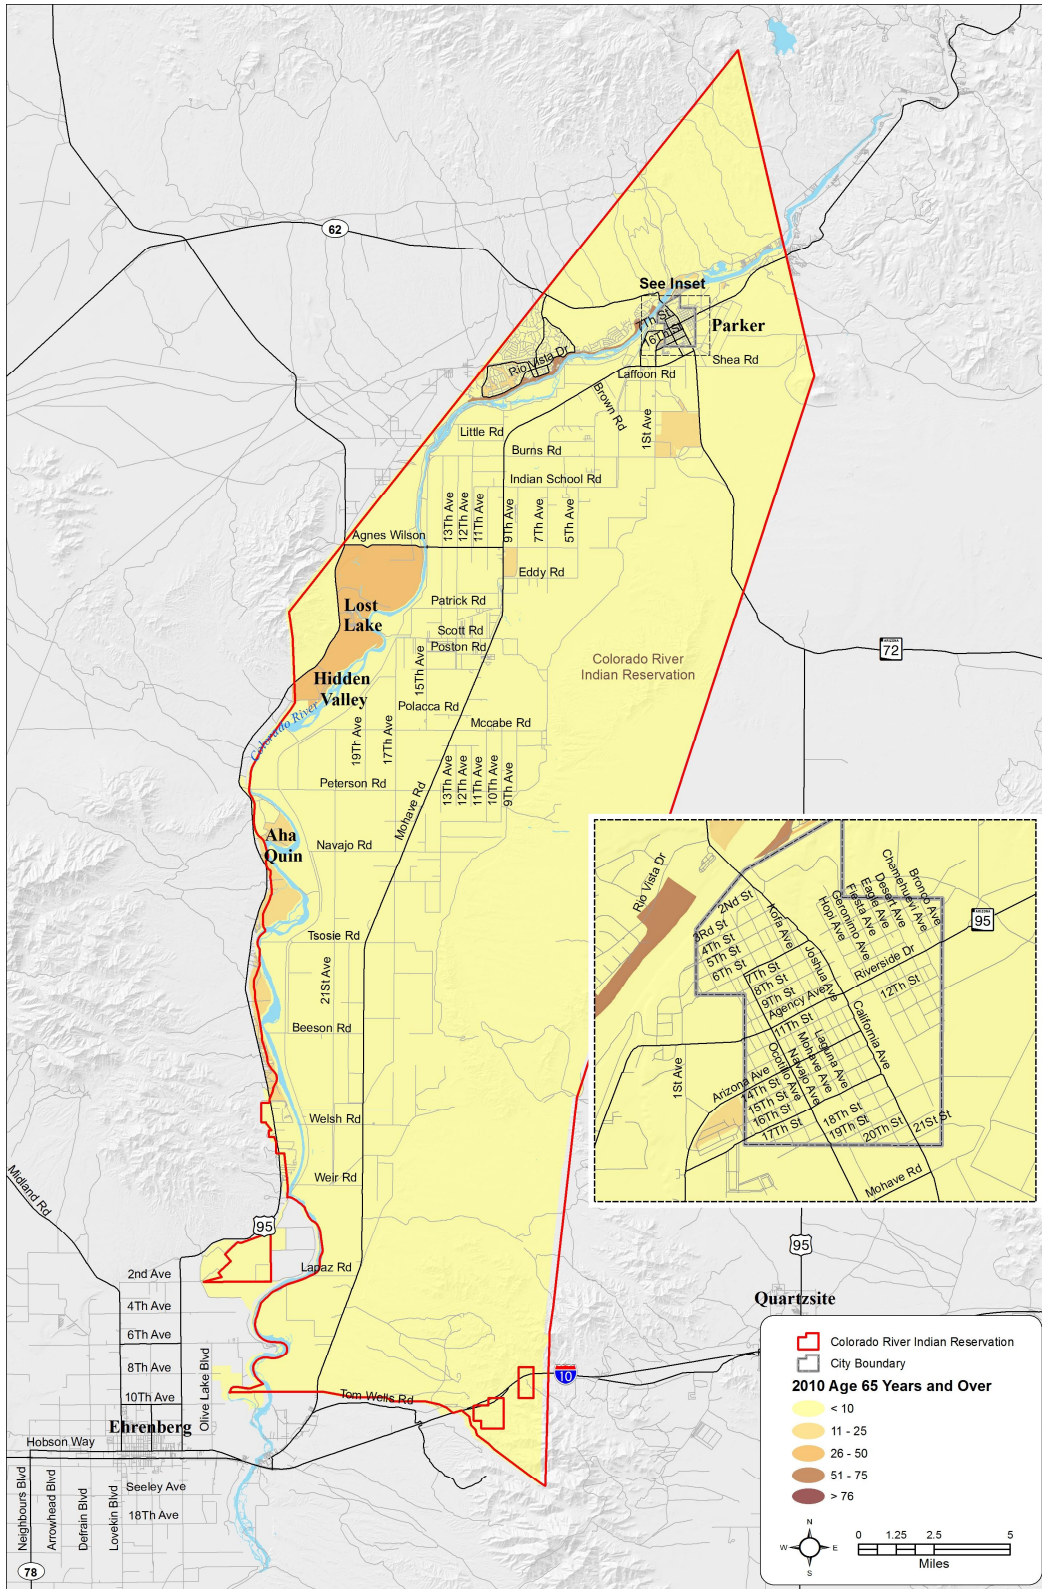 62
See Inset
7Th St
16Th St
Parker
Rio Vista Dr
Shea Rd
Laffoon Rd
Brown Rd
1St Ave
Little Rd
Burns Rd
Indian School Rd
13Th Ave
12Th Ave
11Th Ave
9Th Ave
7Th Ave
5Th Ave
Agnes Wilson
Eddy Rd
Lost
Lake
Patrick Rd
Scott Rd
Poston Rd
ARIZONA
72
Colorado River
Indian Reservation
15Th Ave
Hidden
Valley
Polacca Rd
Colorado River
Mccabe Rd
19Th Ave
17Th Ave
13Th Ave
12Th Ave
11Th Ave
10Th Ave
9Th Ave
Peterson Rd
Mohave Rd
Aha
Quin
Navajo Rd
Tsosie Rd
21St Ave
Beeson Rd
Welsh Rd
Weir Rd
Midland Rd
95
Lapaz Rd
2nd Ave
4Th Ave
6Th Ave
8Th Ave
10Th Ave
Olive Lake Blvd
Tom Wells Rd
10
95
Quartzsite
Ehrenberg
Hobson Way
Seeley Ave
18Th Ave
Neighbours Blvd
Arrowhead Blvd
Defrain Blvd
Lovekin Blvd
78
Rio Vista Dr
2Nd St
3Rd St
4Th St
5Th St
6Th St
Kofa Ave
7Th St
8Th St
9Th St
Agency Ave
11Th St
Joshua Ave
Hopi Ave
Geronimo Ave
Fiesta Ave
Eagle Ave
Desert Ave
Chamehuevi Ave
Bronco Ave
ARIZONA
95
Riverside Dr
12Th St
California Ave
Laguna Ave
Mohave Ave
Navajo Ave
Ocotillo Ave
1St Ave
Arizona Ave
14Th St
15Th St
16Th St
17Th St
18Th St
19Th St
20Th St
21St St
Mohave Rd
Colorado River Indian Reservation
City Boundary
2010 Age 65 Years and Over
< 10
11 - 25
26 - 50
51 - 75
> 76
N
W
E
S
0
1.25
2.5
5
Miles